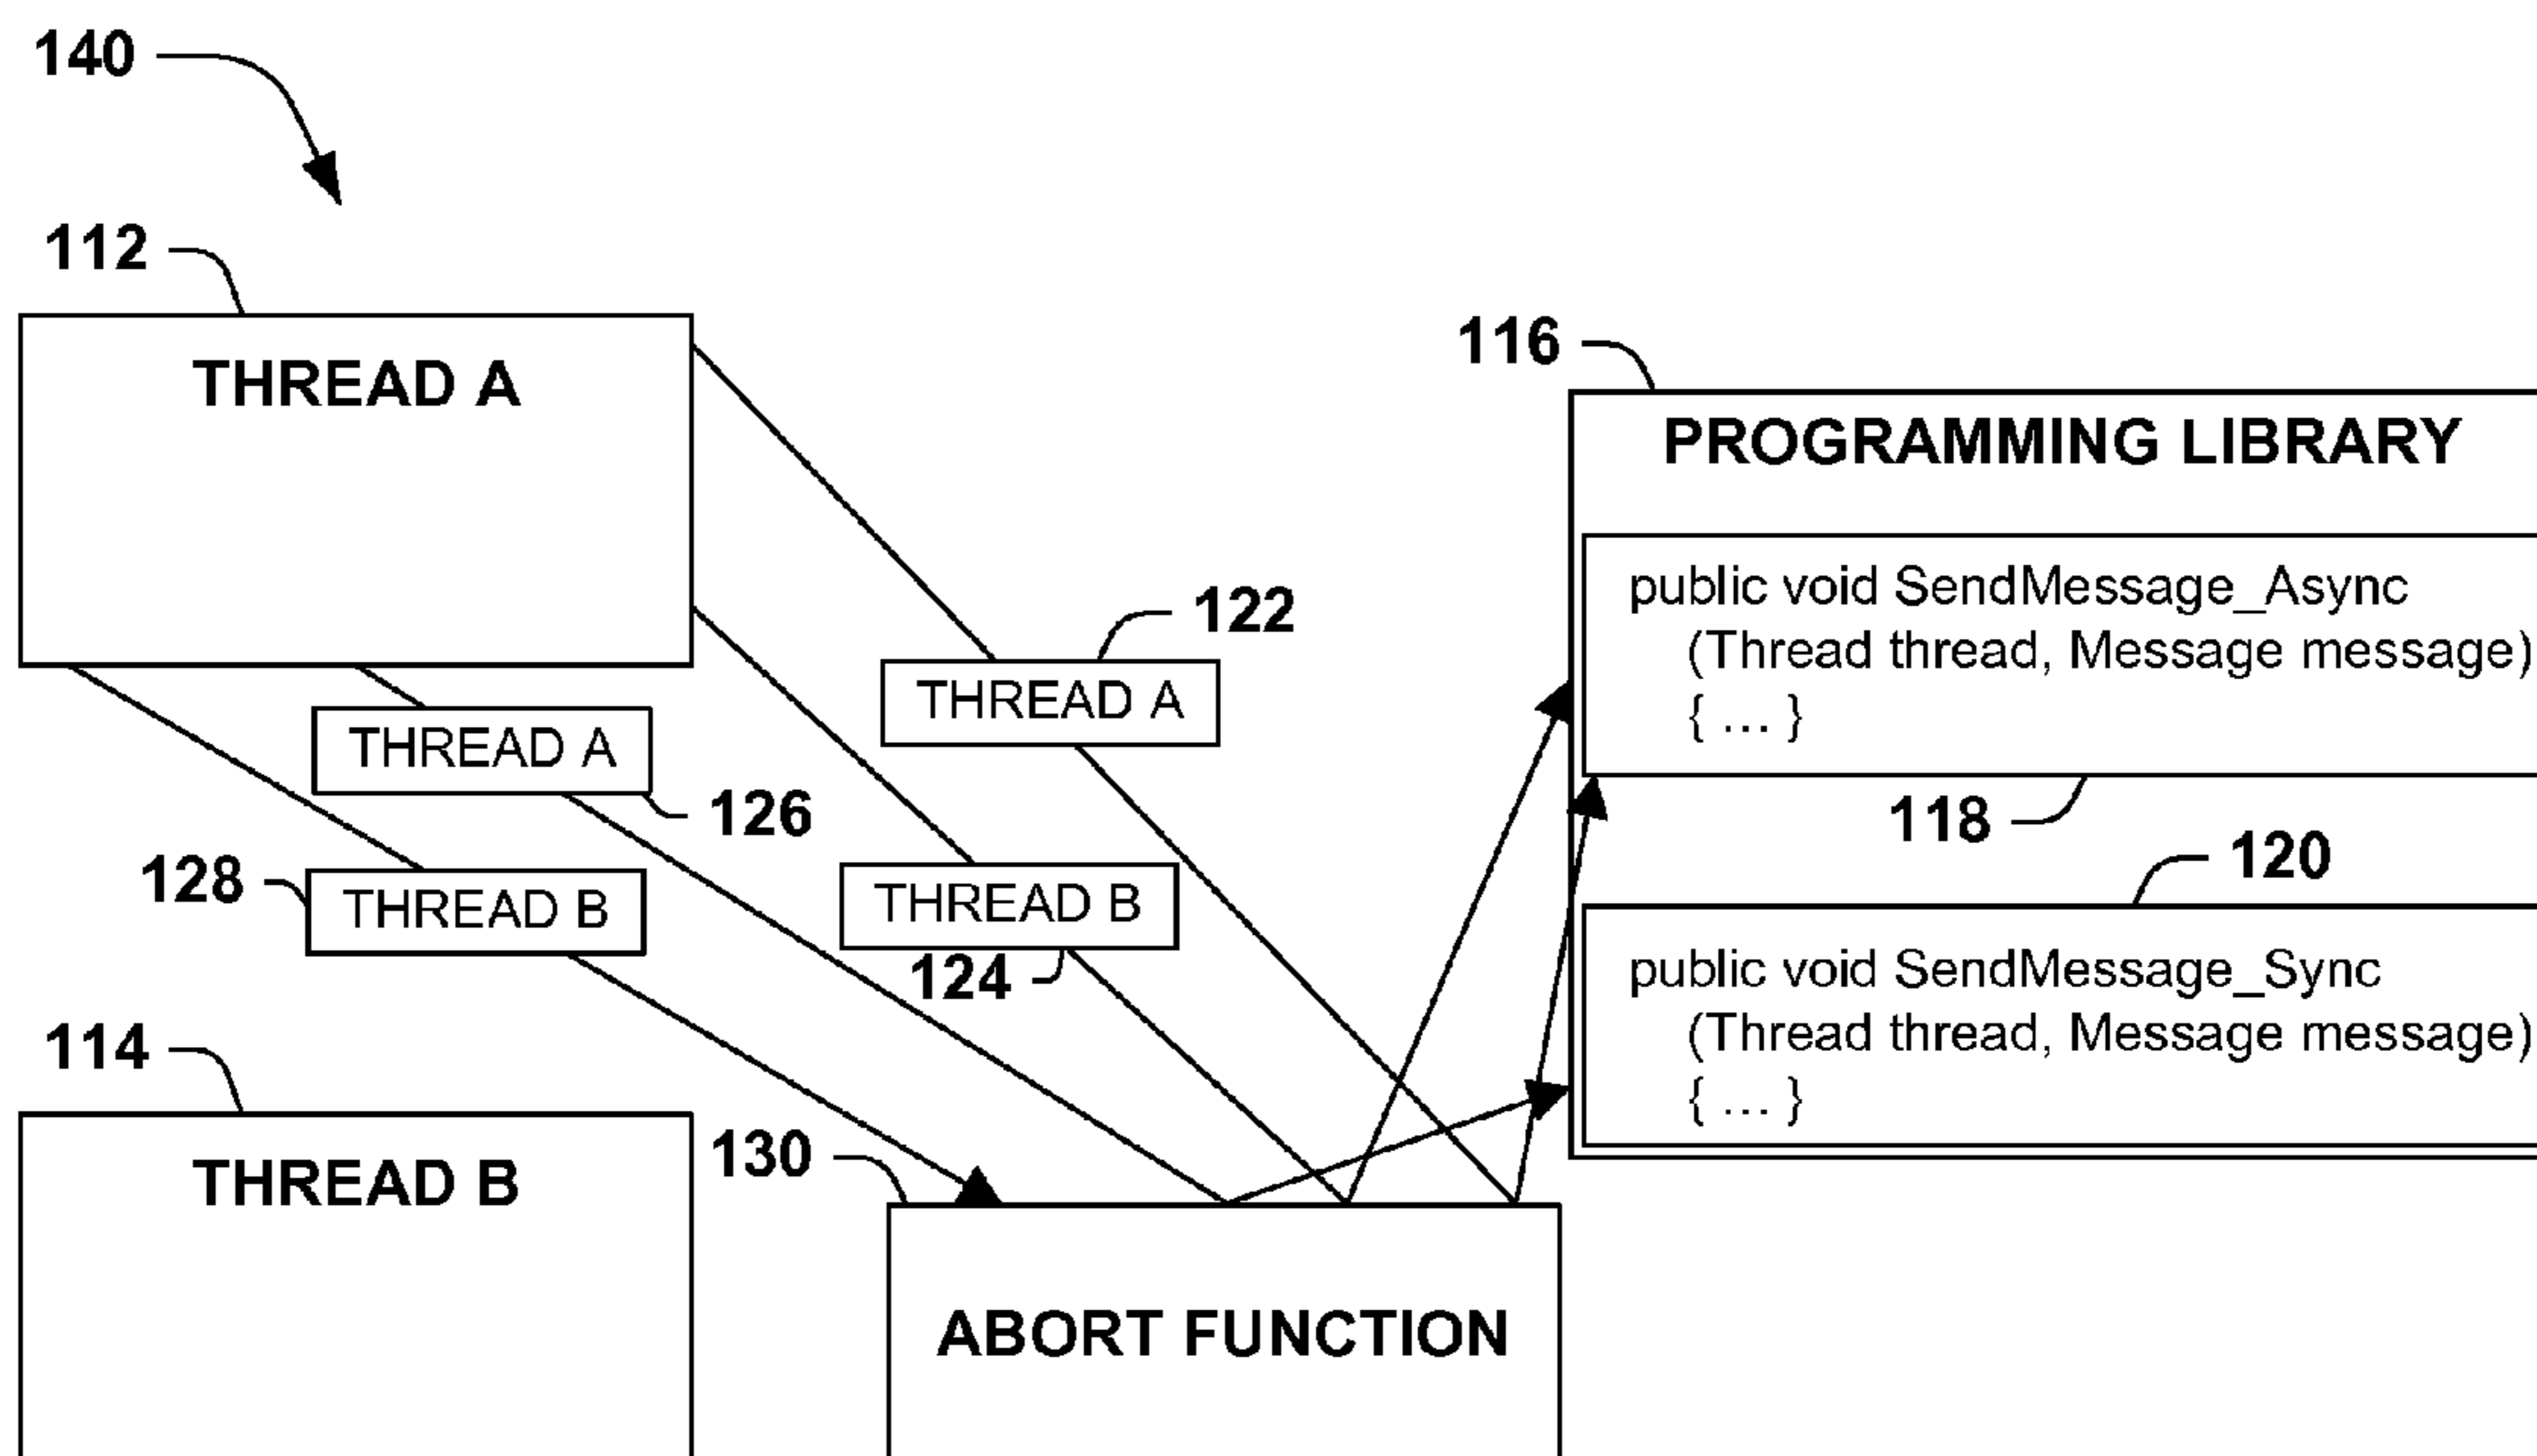 140
112
THREAD A
116
PROGRAMMING LIBRARY
public void SendMessage_Async
(Thread thread, Message message)
{ ... }
122
THREAD A
THREAD A
126
118
128
THREAD B
THREAD B
124
120
public void SendMessage_Sync
(Thread thread, Message message)
{ ... }
114
THREAD B
130
ABORT FUNCTION